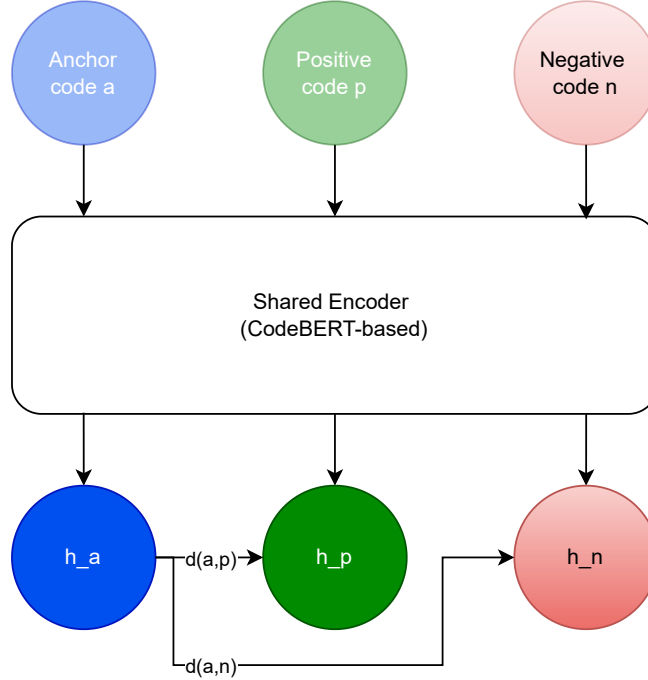 Anchor
code a
Positive
code p
Negative
code n
Shared Encoder
(CodeBERT-based)
h_a
d(a,p)
h_p
h_n
d(a,n)